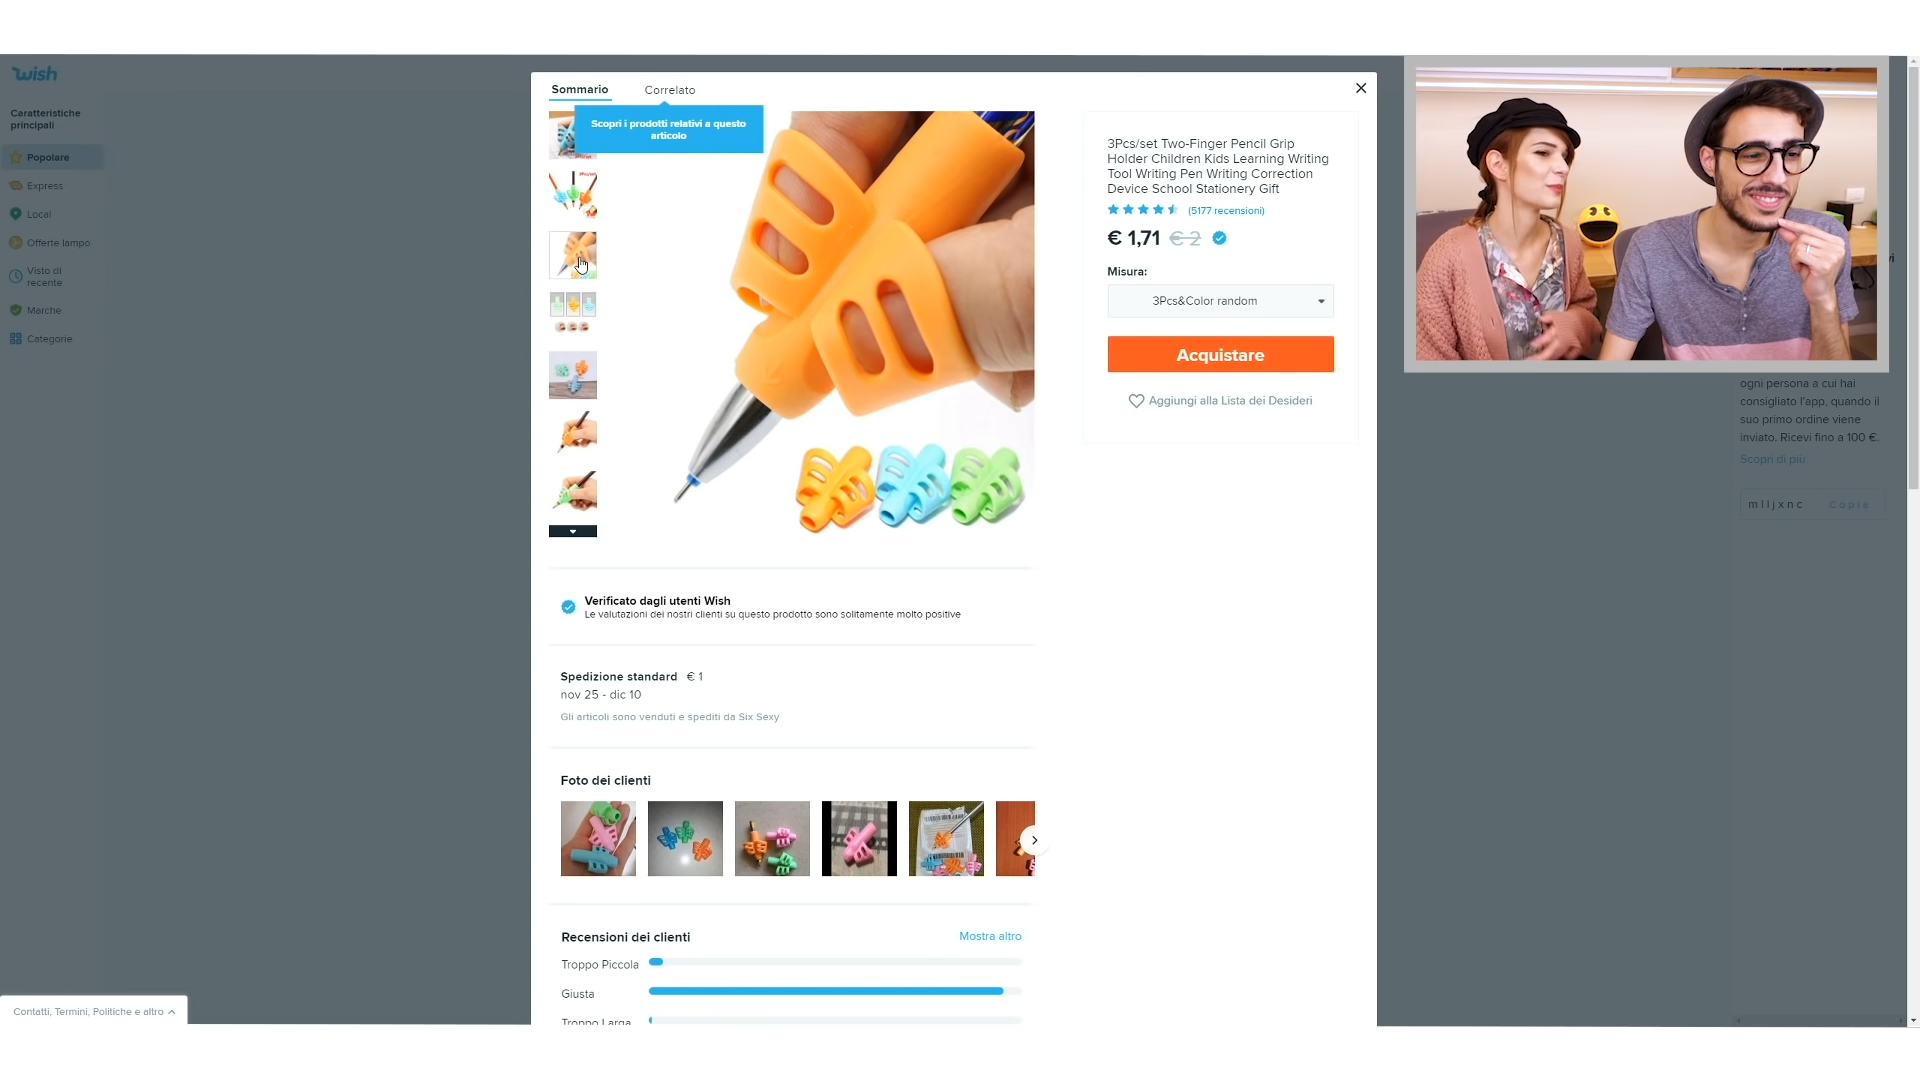 wish
Caratteristiche
principali
Popolare
Express
Local
Offerte lampo
Visto di
recente
Marche
Categorie
Contatti, Termini, Politiche e altro
Sommario
Correlato
Scopri i prodotti relativi a questo
articolo
3Pcs/set Two-Finger Pencil Grip
Holder Children Kids Learning Writing
Tool Writing Pen Writing Correction
Device School Stationery Gift
(5177 recensioni)
€ 1,71 € 2
Misura:
3Pcs&Color random
Acquistare
Aggiungi alla Lista dei Desideri
Verificato dagli utenti Wish
Le valutazioni dei nostri clienti su questo prodotto sono solitamente molto positive
Spedizione standard € 1
nov 25 - dic 10
Gli articoli sono venduti e spediti da Six Sexy
Foto dei clienti
Recensioni dei clienti
Mostra altro
Troppo Piccola
Giusta
Troppo Larga
ogni persona a cui hai
consigliato l'app, quando il
suo primo ordine viene
inviato. Ricevi fino a 100 €.
Scopri di più
mlljxnc Copie